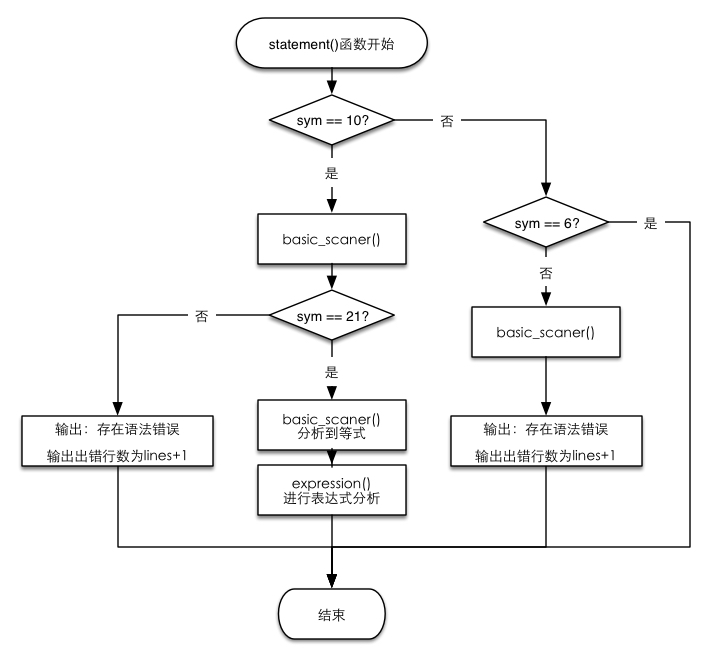 statement()函数开始
sym == 10?
否
是
sym == 6?
是
basic_scaner()
否
sym == 21?
否
basic_scaner()
是
basic_scaner()
分析到等式
输出：存在语法错误
输出出错行数为lines+1
输出：存在语法错误
输出出错行数为lines+1
expression()
进行表达式分析
结束